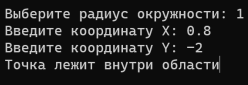 Выберите радиус окружности: 1
Введите координату X: 0.8
Введите координату Y: -2
Точка лежит внутри области